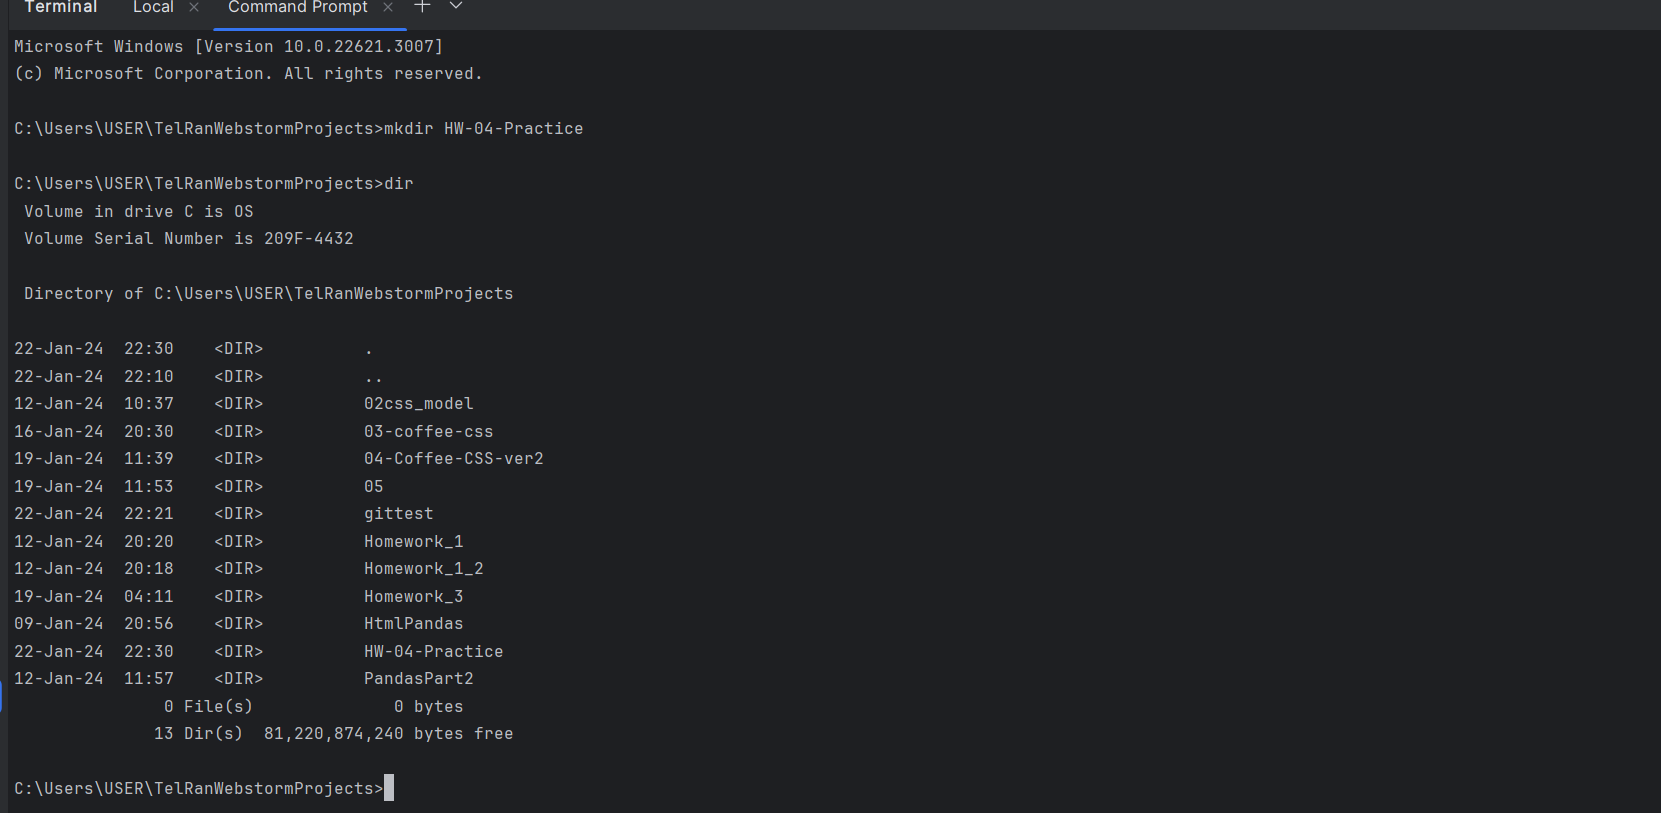 Terminal Local × Command Prompt × +
Microsoft Windows [Version 10.0.22621.3007]
(c) Microsoft Corporation. All rights reserved.
C:\Users\USER\TelRanWebstormProjects>mkdir HW-04-Practice
C:\Users\USER\TelRanWebstormProjects>dir
 Volume in drive C is OS
 Volume Serial Number is 209F-4432
 Directory of C:\Users\USER\TelRanWebstormProjects
22-Jan-24  22:30    <DIR>          .
22-Jan-24  22:10    <DIR>          ..
12-Jan-24  10:37    <DIR>          02css_model
16-Jan-24  20:30    <DIR>          03-coffee-css
19-Jan-24  11:39    <DIR>          04-Coffee-CSS-ver2
19-Jan-24  11:53    <DIR>          05
22-Jan-24  22:21    <DIR>          gittest
12-Jan-24  20:20    <DIR>          Homework_1
12-Jan-24  20:18    <DIR>          Homework_1_2
19-Jan-24  04:11    <DIR>          Homework_3
09-Jan-24  20:56    <DIR>          HtmlPandas
22-Jan-24  22:30    <DIR>          HW-04-Practice
12-Jan-24  11:57    <DIR>          PandasPart2
               0 File(s)              0 bytes
              13 Dir(s)  81,220,874,240 bytes free
C:\Users\USER\TelRanWebstormProjects>